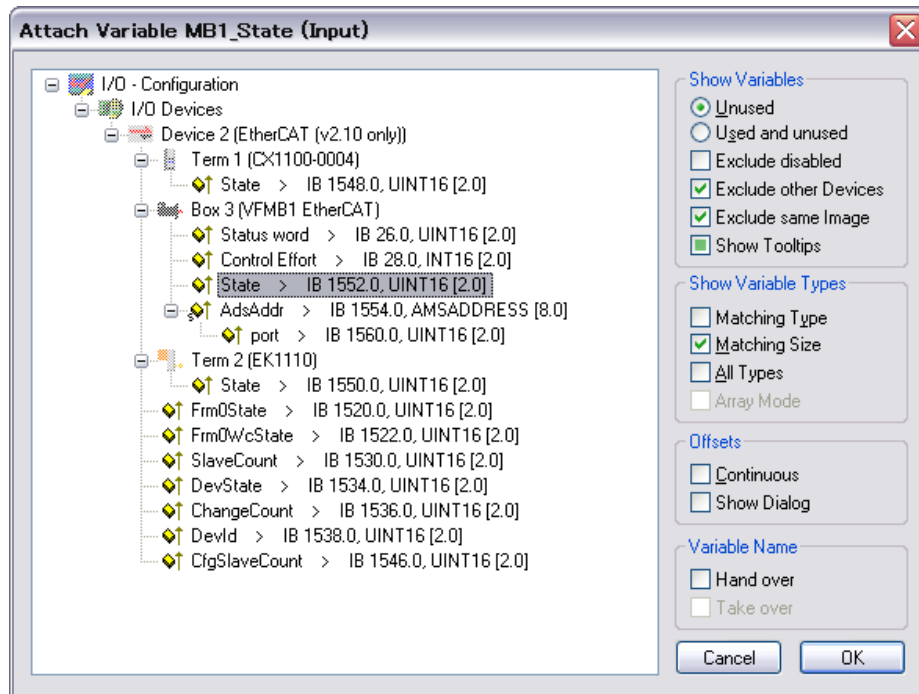 Attach Variable MB1_State (Input)
I/O - Configuration
I/O Devices
Device 2 (EtherCAT (v2.10 only))
Term 1 (CX1100-0004)
State > IB 1548.0, UINT16 [2.0]
Box 3 (VFMB1 EtherCAT)
Status word > IB 26.0, UINT16 [2.0]
Control Effort > IB 28.0, INT16 [2.0]
State > IB 1552.0, UINT16 [2.0]
AdsAddr > IB 1554.0, AMSADDRESS [8.0]
port > IB 1560.0, UINT16 [2.0]
Term 2 (EK1110)
State > IB 1550.0, UINT16 [2.0]
Frm0State > IB 1520.0, UINT16 [2.0]
Frm0WcState > IB 1522.0, UINT16 [2.0]
SlaveCount > IB 1530.0, UINT16 [2.0]
DevState > IB 1534.0, UINT16 [2.0]
ChangeCount > IB 1536.0, UINT16 [2.0]
DevId > IB 1538.0, UINT16 [2.0]
CfgSlaveCount > IB 1546.0, UINT16 [2.0]
Show Variables
Unused
Used and unused
Exclude disabled
Exclude other Devices
Exclude same Image
Show Tooltips
Show Variable Types
Matching Type
Matching Size
All Types
Array Mode
Offsets
Continuous
Show Dialog
Variable Name
Hand over
Take over
Cancel
OK